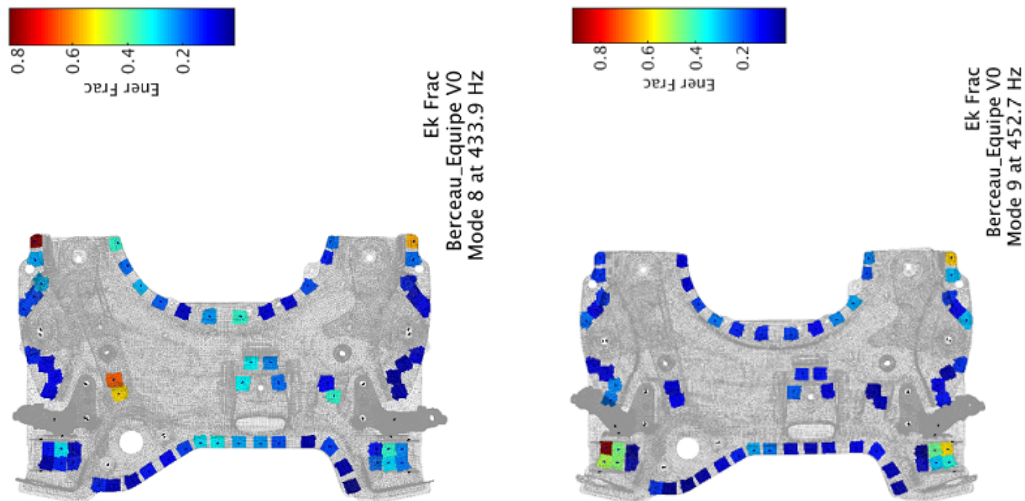 0.8 0.6 0.4 0.2
Ener Frac
Ek Frac
Berceau_Equipe V0
Mode 8 at 433.9 Hz
0.8 0.6 0.4 0.2
Ener Frac
Ek Frac
Berceau_Equipe V0
Mode 9 at 452.7 Hz